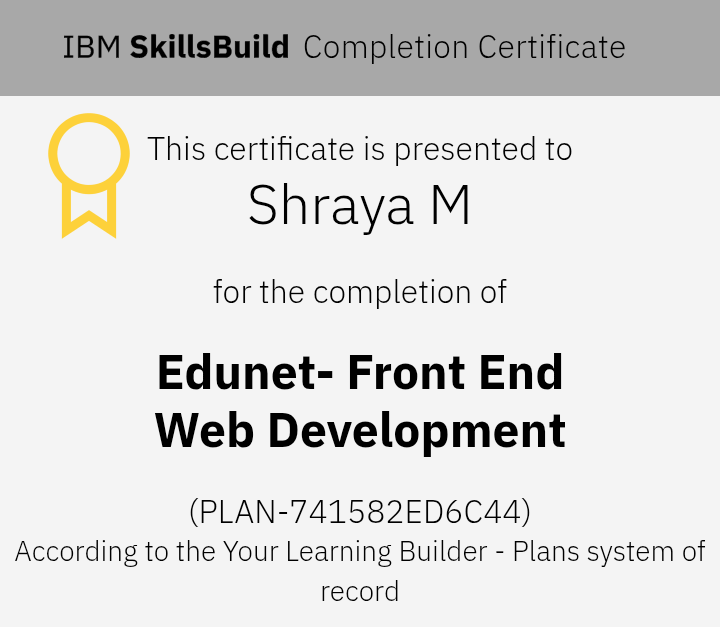 IBM SkillsBuild Completion Certificate
This certificate is presented to
Shraya M
for the completion of
Edunet- Front End
Web Development
(PLAN-741582ED6C44)
According to the Your Learning Builder - Plans system of
record